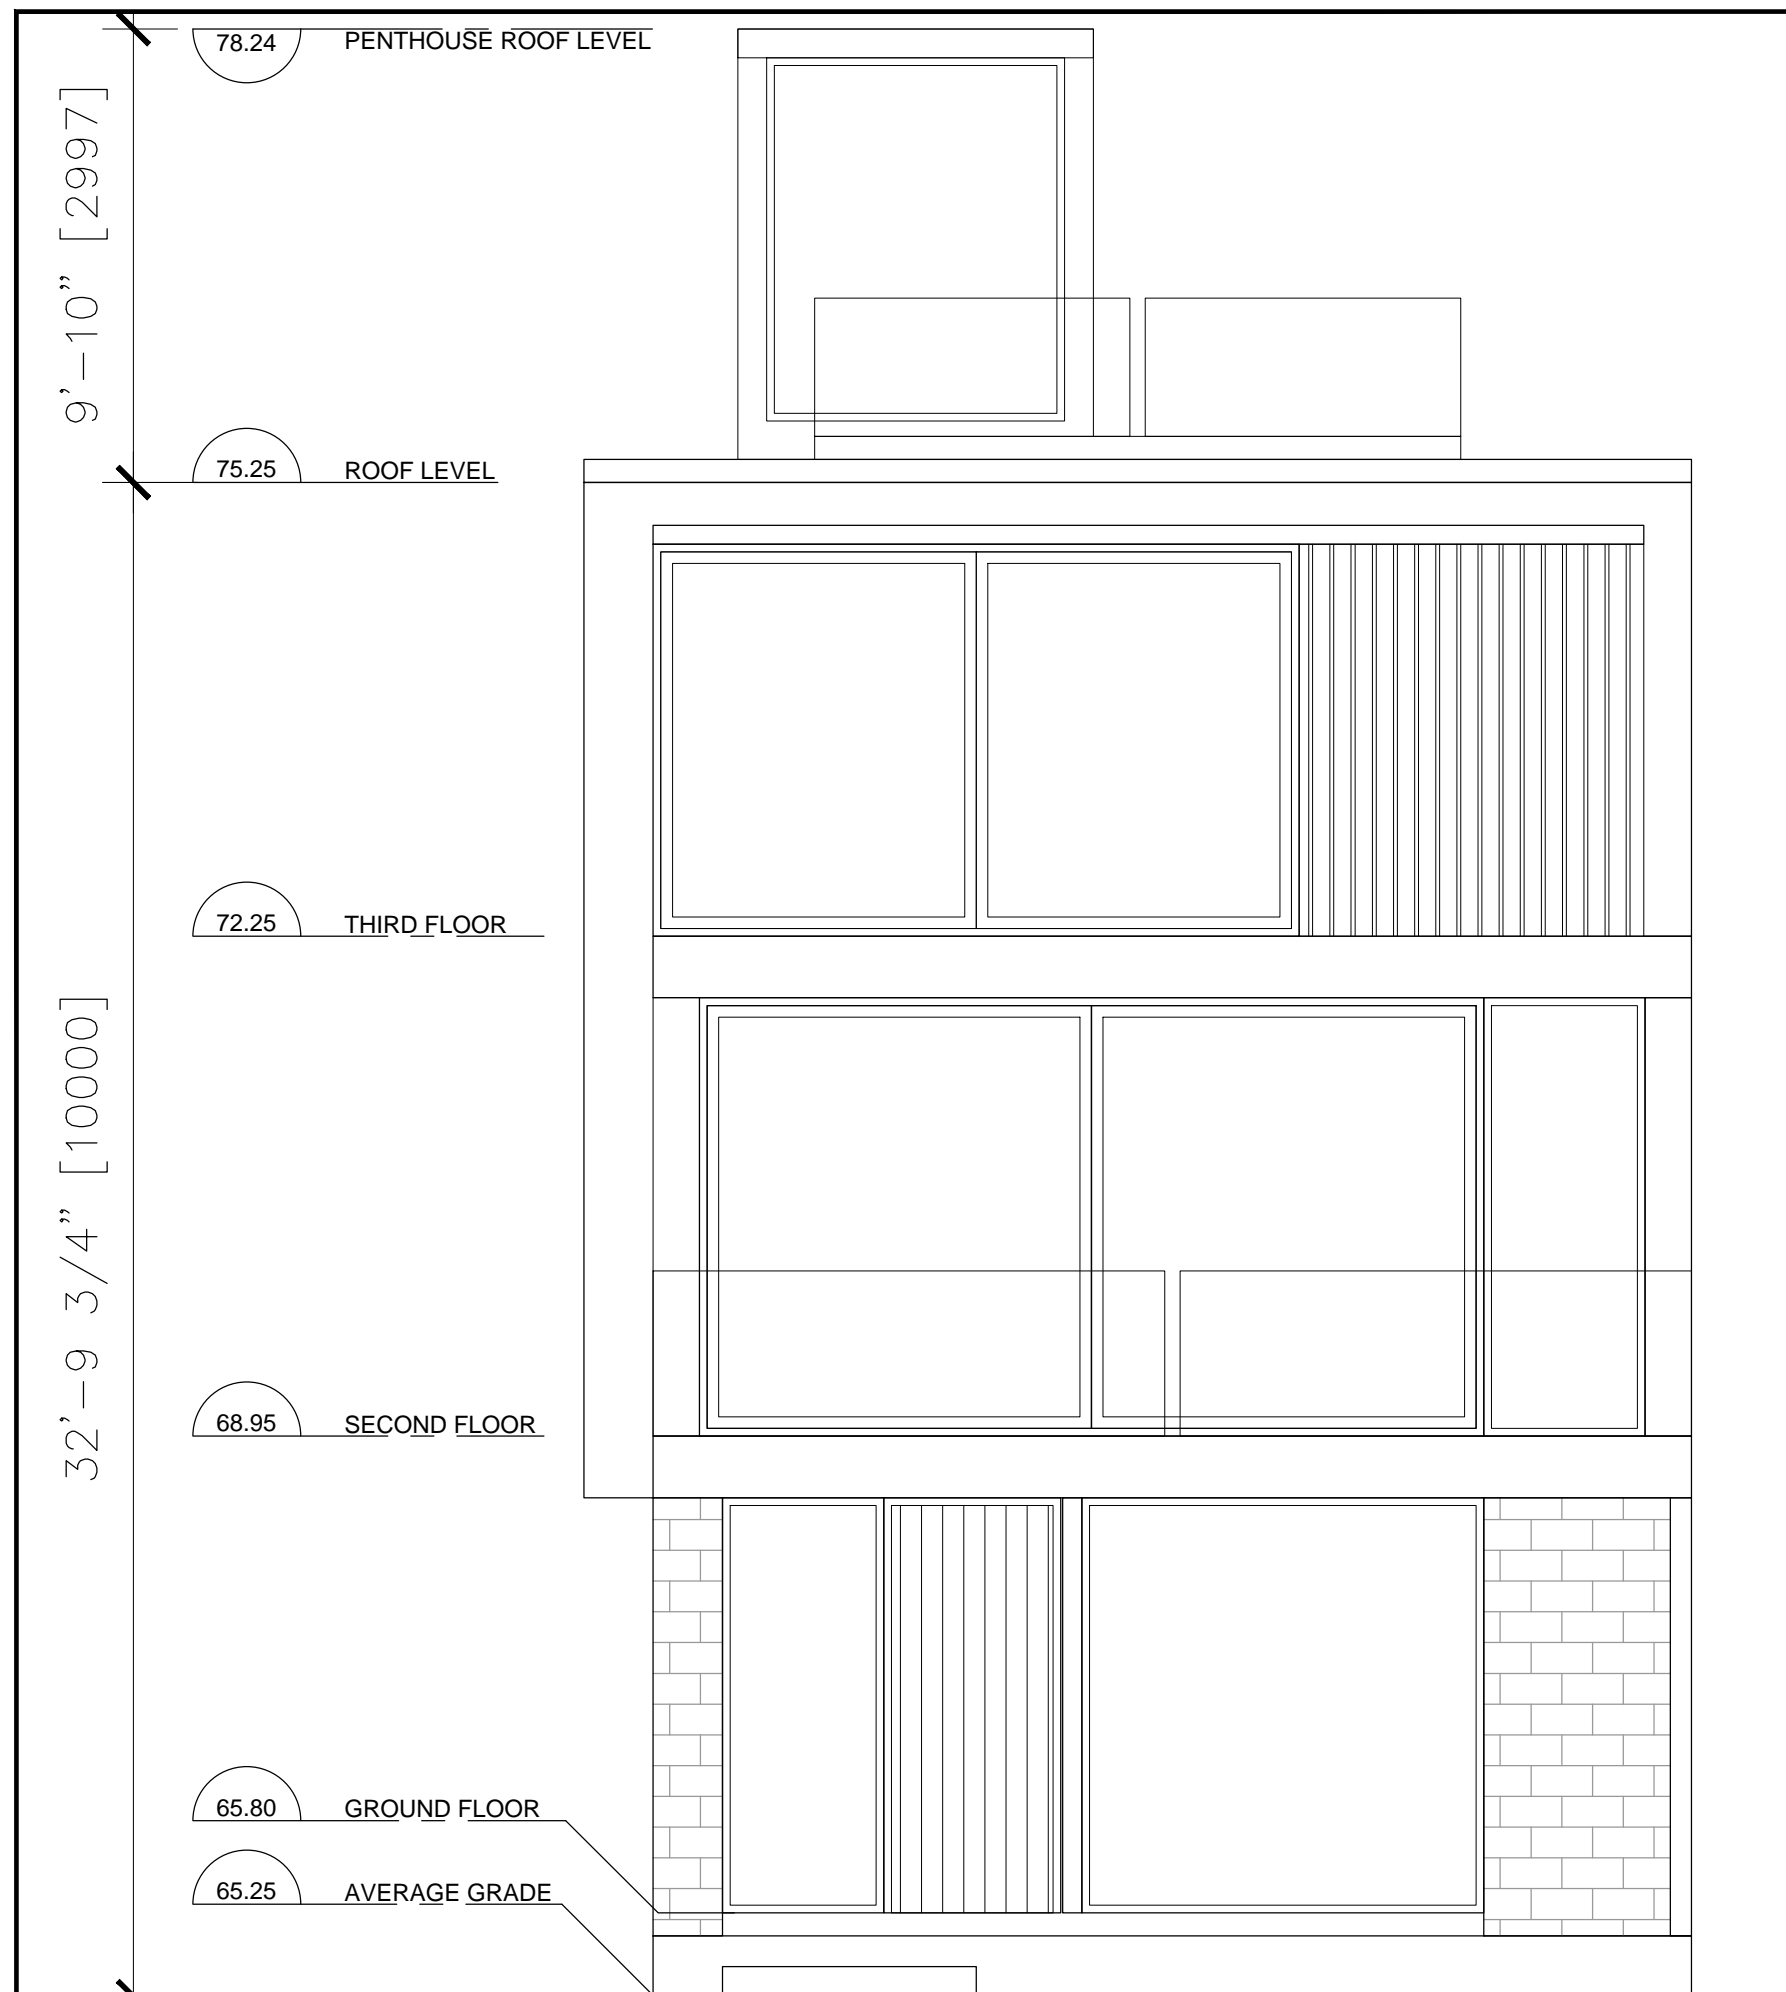 78.24 PENTHOUSE ROOF LEVEL
9'-10" [2997]
75.25 ROOF LEVEL
72.25 THIRD FLOOR
32'-9 3/4" [10000]
68.95 SECOND FLOOR
65.80 GROUND FLOOR
65.25 AVERAGE GRADE